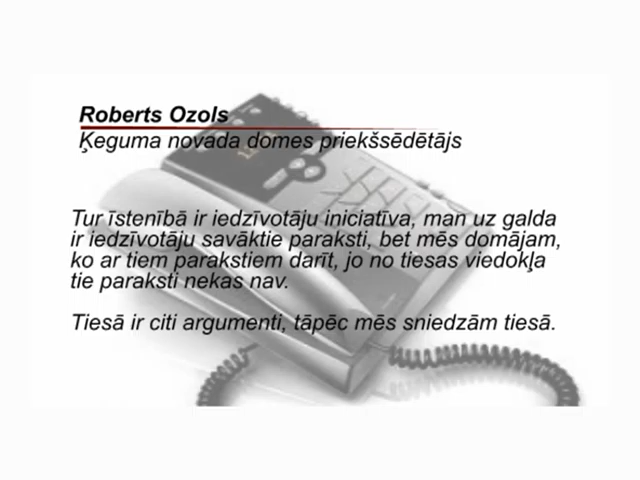 Roberts Ozols
Ķeguma novada domes priekšsēdētājs
Tur īstenībā ir iedzīvotāju iniciatīva, man uz galda
ir iedzīvotāju savāktie paraksti, bet mēs domājam,
ko ar tiem parakstiem darīt, jo no tiesas viedokļa
tie paraksti nekas nav.
Tiesā ir citi argumenti, tāpēc mēs sniedzām tiesā.